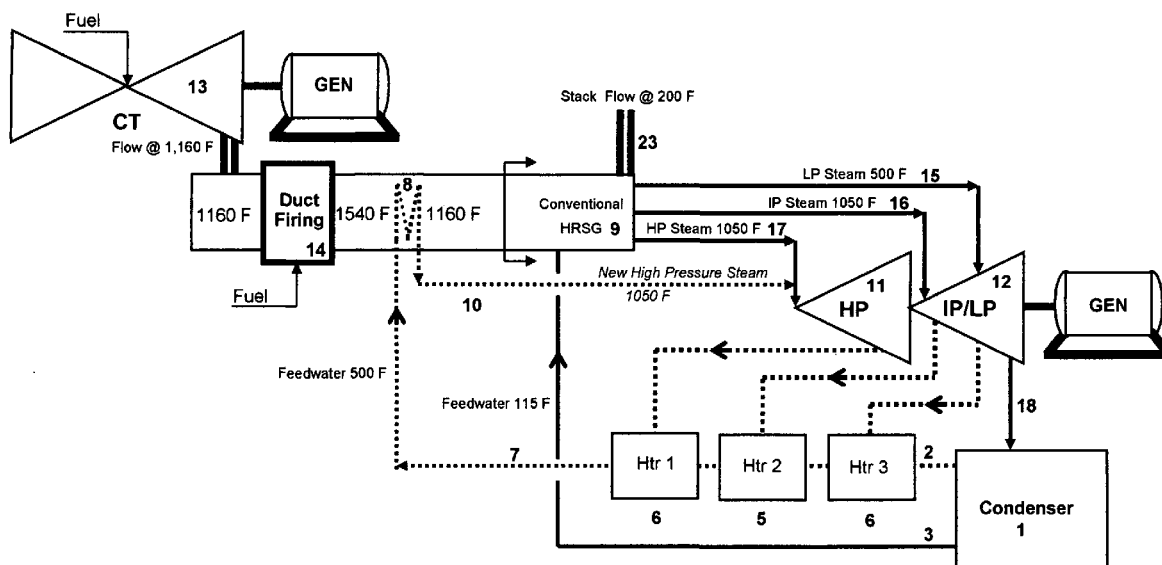 Fuel
13
GEN
CT
Flow @ 1,160 F
Stack Flow @ 200 F
23
LP Steam 500 F 15
1160 F
Duct
Firing
14
1540 F
8
1160 F
Conventional
HRSG 9
IP Steam 1050 F 16
HP Steam 1050 F 17
Fuel
New High Pressure Steam
1050 F
10
11
HP
12
IP/LP
GEN
Feedwater 500 F
Feedwater 115 F
18
7
Htr 1
Htr 2
Htr 3
2
6
5
6
3
Condenser
1